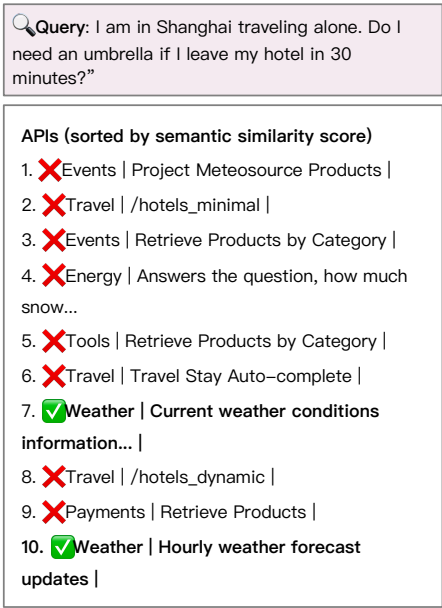 🔍Query: I am in Shanghai traveling alone. Do I
need an umbrella if I leave my hotel in 30
minutes?”
APIs (sorted by semantic similarity score)
1. ❌Events | Project Meteosource Products |
2. ❌Travel | /hotels_minimal |
3. ❌Events | Retrieve Products by Category |
4. ❌Energy | Answers the question, how much
snow...
5. ❌Tools | Retrieve Products by Category |
6. ❌Travel | Travel Stay Auto-complete |
7. ✅Weather | Current weather conditions
information... |
8. ❌Travel | /hotels_dynamic |
9. ❌Payments | Retrieve Products |
10. ✅Weather | Hourly weather forecast
updates |